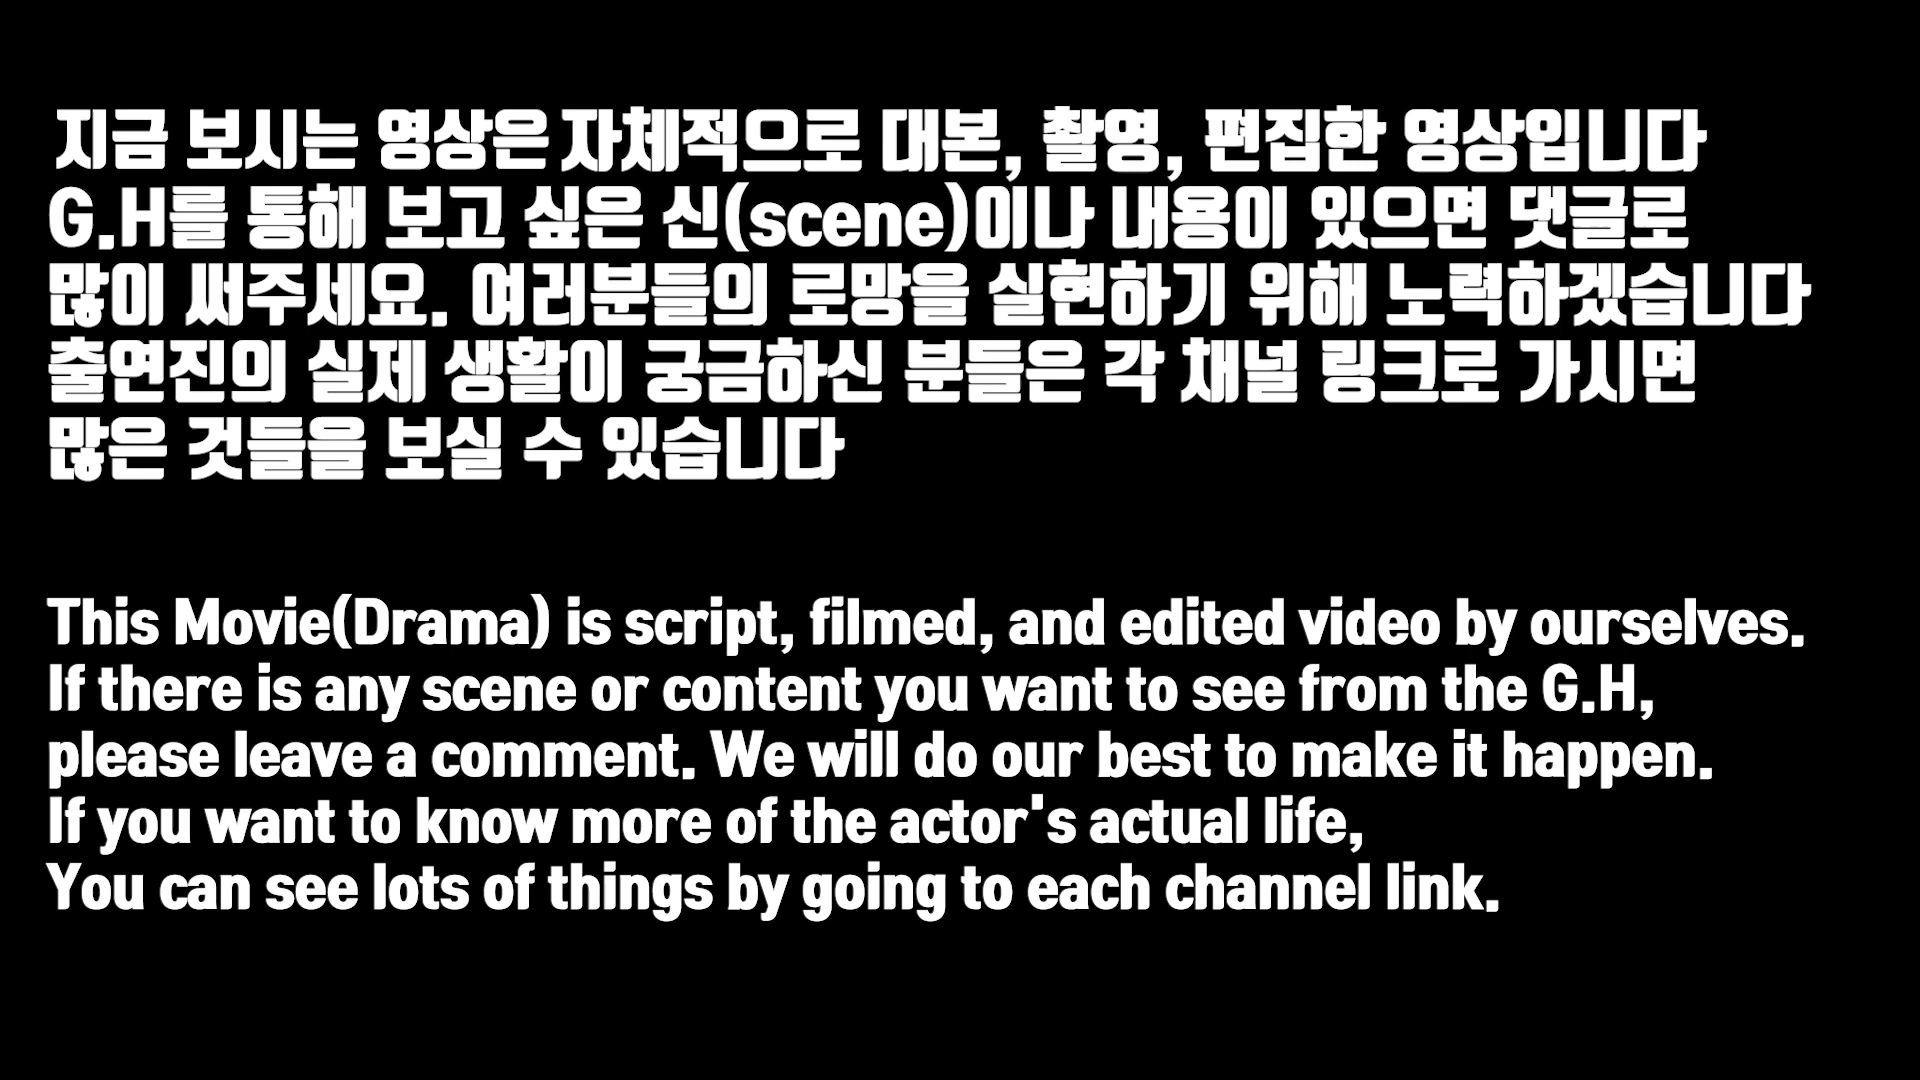 지금 보시는 영상은 자체적으로 대본, 촬영, 편집한 영상입니다
G.H를 통해 보고 싶은 신(scene)이나 내용이 있으면 댓글로
많이 써주세요. 여러분들의 로망을 실현하기 위해 노력하겠습니다
출연진의 실제 생활이 궁금하신 분들은 각 채널 링크로 가시면
많은 것들을 보실 수 있습니다
This Movie(Drama) is script, filmed, and edited video by ourselves.
If there is any scene or content you want to see from the G.H,
please leave a comment. We will do our best to make it happen.
If you want to know more of the actor's actual life,
You can see lots of things by going to each channel link.